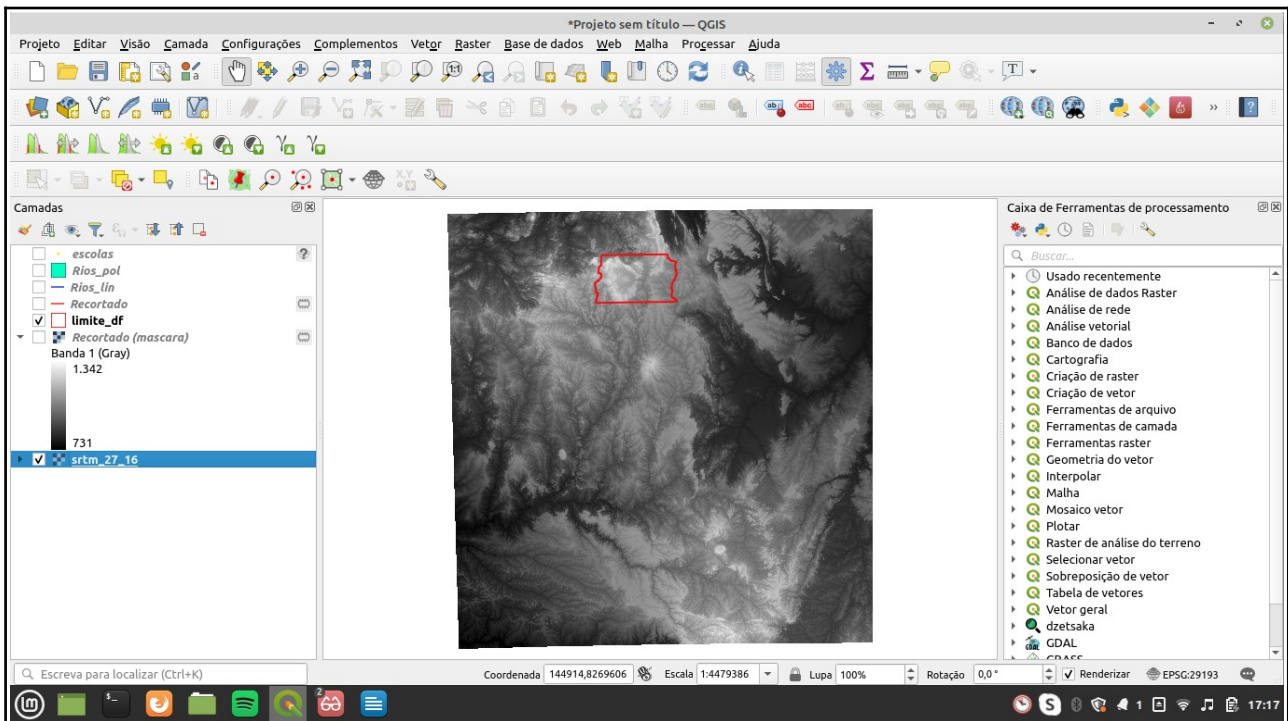 *Projeto sem título — QGIS
Projeto Editar Visão Camada Configurações Complementos Vetor Raster Base de dados Web Malha Processar Ajuda
Camadas
escolas
Rios_pol
Rios_lin
Recortado
limite_df
Recortado (mascara)
Banda 1 (Gray)
1.342
731
srtm_27_16
Caixa de Ferramentas de processamento
Buscar...
Usado recentemente
Análise de dados Raster
Análise de rede
Análise vetorial
Banco de dados
Cartografia
Criação de raster
Criação de vetor
Ferramentas de arquivo
Ferramentas de camada
Ferramentas raster
Geometria do vetor
Interpolar
Malha
Mosaico vetor
Plotar
Raster de análise do terreno
Selecionar vetor
Sobreposição de vetor
Tabela de vetores
Vetor geral
dzetsaka
GDAL
GRASS
Escreva para localizar (Ctrl+K)
Coordenada 144914,8269606 Escala 1:4479386 Lupa 100% Rotação 0,0 ° Renderizar EPSG:29193
2 1 17:17